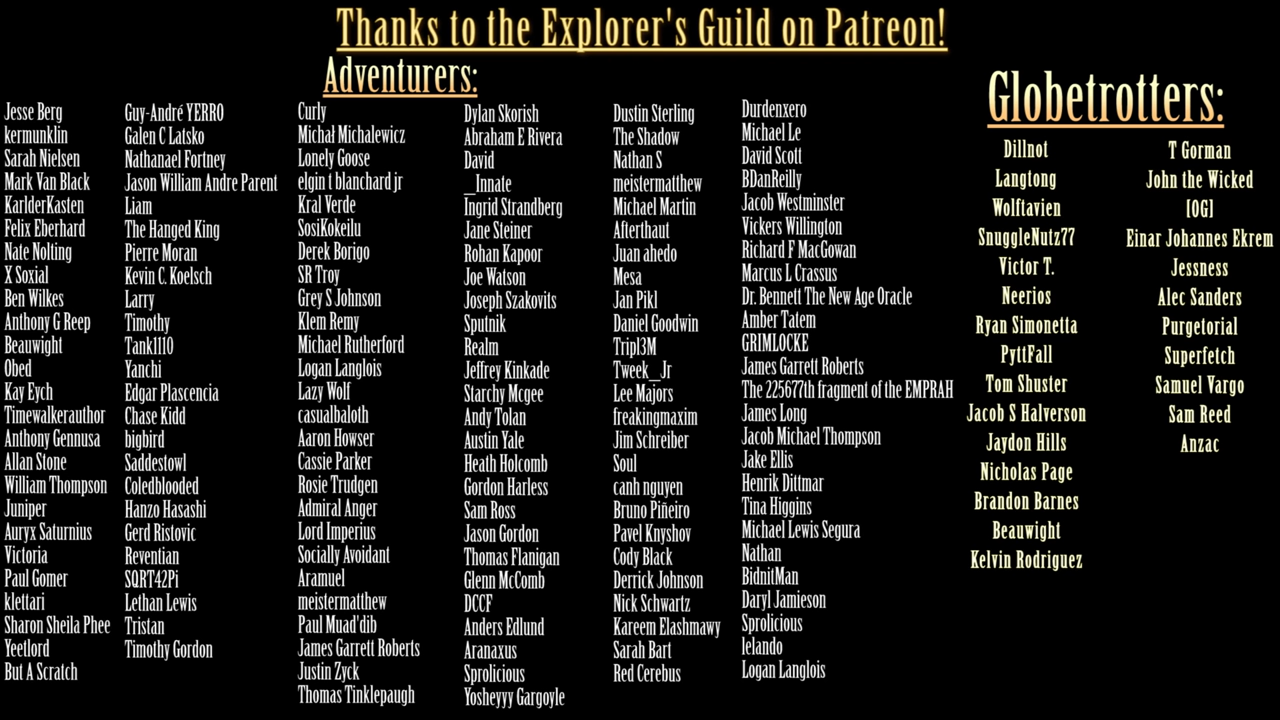 Thanks to the Explorer's Guild on Patreon!
Adventurers:
Jesse Berg
kermunklin
Sarah Nielsen
Mark Van Black
KarlderKasten
Felix Eberhard
Nate Nolting
X Soxial
Ben Wilkes
Anthony G Reep
Beauwight
Obed
Kay Eych
Timewalkerauthor
Anthony Gennusa
Allan Stone
William Thompson
Juniper
Auryx Saturnius
Victoria
Paul Gomer
klettari
Sharon Sheila Phee
Yeetlord
But A Scratch
Guy-André YERRO
Galen C Latsko
Nathanael Fortney
Jason William Andre Parent
Liam
The Hanged King
Pierre Moran
Kevin C. Koelsch
Larry
Timothy
Tank1110
Yanchi
Edgar Plascencia
Chase Kidd
bigbird
Saddestowl
Coledblooded
Hanzo Hasashi
Gerd Ristovic
Reventian
SQRT42Pi
Lethan Lewis
Tristan
Timothy Gordon
Curly
Michał Michalewicz
Lonely Goose
elgin t blanchard jr
Kral Verde
SosiKokeilu
Derek Borigo
SR Troy
Grey S Johnson
Klem Remy
Michael Rutherford
Logan Langlois
Lazy Wolf
casualbaloth
Aaron Howser
Cassie Parker
Rosie Trudgen
Admiral Anger
Lord Imperius
Socially Avoidant
Aramuel
meistermatthew
Paul Muad'dib
James Garrett Roberts
Justin Zyck
Thomas Tinklepaugh
Dylan Skorish
Abraham E Rivera
David
_Innate
Ingrid Strandberg
Jane Steiner
Rohan Kapoor
Joe Watson
Joseph Szakovits
Sputnik
Realm
Jeffrey Kinkade
Starchy Mcgee
Andy Tolan
Austin Yale
Heath Holcomb
Gordon Harless
Sam Ross
Jason Gordon
Thomas Flanigan
Glenn McComb
DCCF
Anders Edlund
Aranaxus
Sprolicious
Yosheyyy Gargoyle
Dustin Sterling
The Shadow
Nathan S
meistermatthew
Michael Martin
Afterthaut
Juan ahedo
Mesa
Jan Pikl
Daniel Goodwin
Tripl3M
Tweek_Jr
Lee Majors
freakingmaxim
Jim Schreiber
Soul
canh nguyen
Bruno Piñeiro
Pavel Knyshov
Cody Black
Derrick Johnson
Nick Schwartz
Kareem Elashmawy
Sarah Bart
Red Cerebus
Durdenxero
Michael Le
David Scott
BDanReilly
Jacob Westminster
Vickers Willington
Richard F MacGowan
Marcus L Crassus
Dr. Bennett The New Age Oracle
Amber Tatem
GRIMLOCKE
James Garrett Roberts
The 225677th fragment of the EMPRAH
James Long
Jacob Michael Thompson
Jake Ellis
Henrik Dittmar
Tina Higgins
Michael Lewis Segura
Nathan
BidnitMan
Daryl Jamieson
Sprolicious
lelando
Logan Langlois
Globetrotters:
Dillnot
Langtong
Wolftavien
SnuggleNutz77
Victor T.
Neerios
Ryan Simonetta
PyttFall
Tom Shuster
Jacob S Halverson
Jaydon Hills
Nicholas Page
Brandon Barnes
Beauwight
Kelvin Rodriguez
T Gorman
John the Wicked
[OG]
Einar Johannes Ekrem
Jessness
Alec Sanders
Purgetorial
Superfetch
Samuel Vargo
Sam Reed
Anzac